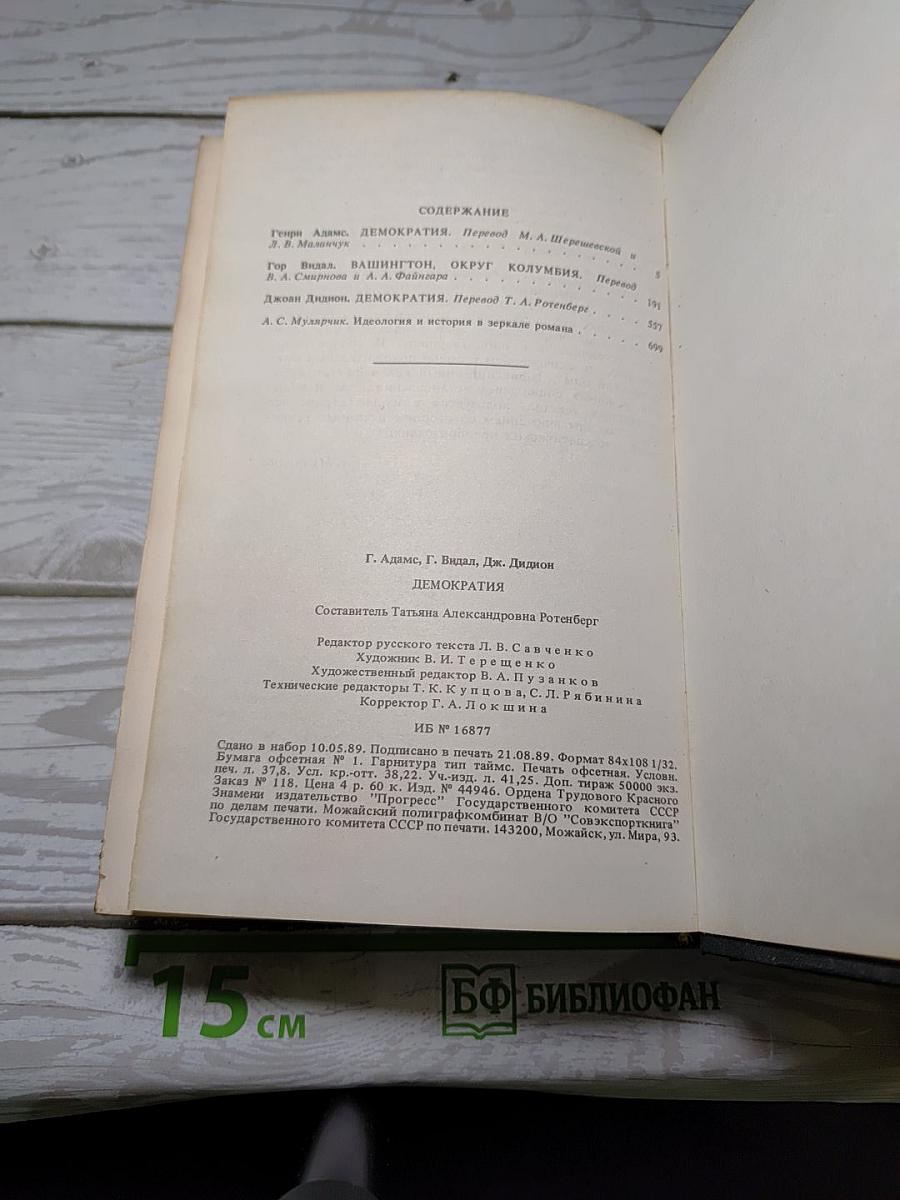 СОДЕРЖАНИЕ
Генри Адамс. ДЕМОКРАТИЯ. Перевод М. А. Шерешевской и
Л. В. Маланчук . . . . . . . . . . . . . . . . 5
Гор Видал. ВАШИНГТОН, ОКРУГ КОЛУМБИЯ. Перевод
В. А. Смирнова и А. А. Файнгара . . . . . . . . . . 191
Джоан Дидион. ДЕМОКРАТИЯ. Перевод Т. А. Ротенберг . . . . 557
А. С. Мулярчик. Идеология и история в зеркале романа . . . . . 699
Г. Адамс, Г. Видал, Дж. Дидион
ДЕМОКРАТИЯ
Составитель Татьяна Александровна Ротенберг
Редактор русского текста Л. В. Савченко
Художник В. И. Терещенко
Художественный редактор В. А. Пузанков
Технические редакторы Т. К. Купцова, С. Л. Рябинина
Корректор Г. А. Локшина
ИБ № 16877
Сдано в набор 10.05.89. Подписано в печать 21.08.89. Формат 84х108 1/32.
Бумага офсетная № 1. Гарнитура тип таймс. Печать офсетная. Условн.
печ. л. 37,8. Усл. кр.-отт. 38,22. Уч.-изд. л. 41,25. Доп. тираж 50000 экз.
Заказ № 118. Цена 4 р. 60 к. Изд. № 44946. Ордена Трудового Красного
Знамени издательство "Прогресс" Государственного комитета СССР
по делам печати. Можайский полиграфкомбинат В/О "Совэкспорткнига"
Государственного комитета СССР по печати. 143200, Можайск, ул. Мира, 93.
15 см
БФ БИБЛИОФАН